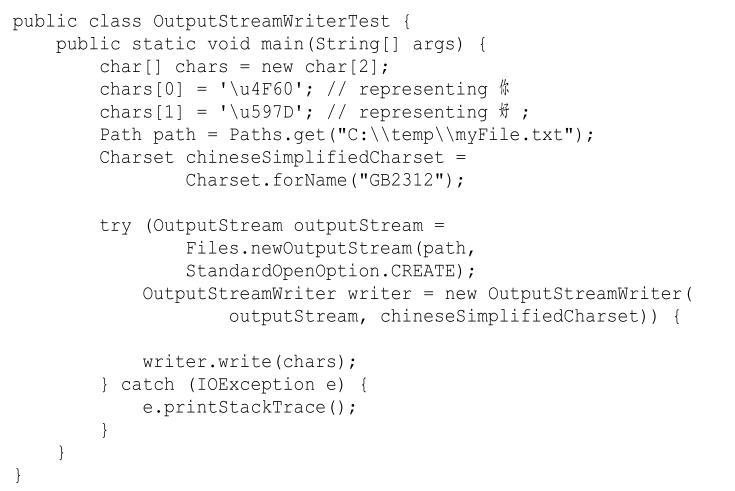 public class OutputStreamWriterTest {
    public static void main(String[] args) {
        char[] chars = new char[2];
        chars[0] = '\u4F60'; // representing 你
        chars[1] = '\u597D'; // representing 好 ;
        Path path = Paths.get("C:\\temp\\myFile.txt");
        Charset chineseSimplifiedCharset =
                Charset.forName("GB2312");

        try (OutputStream outputStream =
                Files.newOutputStream(path,
                StandardOpenOption.CREATE);
            OutputStreamWriter writer = new OutputStreamWriter(
                    outputStream, chineseSimplifiedCharset)) {

            writer.write(chars);
        } catch (IOException e) {
            e.printStackTrace();
        }
    }
}